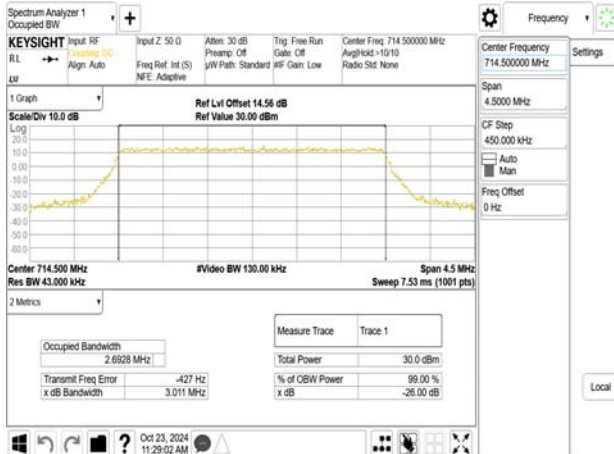 Spectrum Analyzer 1
Occupied BW
+
Frequency
KEYSIGHT
RL
Input: RF
Coupling: DC
Align: Auto
Input Z: 50 Ω
Freq Ref: Int (S)
NFE: Adaptive
Atten: 30 dB
Preamp: Off
µW Path: Standard
Trig: Free Run
Gate: Off
#IF Gain: Low
Center Freq: 714.500000 MHz
Avg|Hold:>10/10
Radio Std: None
Center Frequency
714.500000 MHz
Settings
Span
4.5000 MHz
CF Step
450.000 kHz
Auto
Man
Freq Offset
0 Hz
Local
1 Graph
Scale/Div 10.0 dB
Ref Lvl Offset 14.56 dB
Ref Value 30.00 dBm
Log
20.0
10.0
0.00
-10.0
-20.0
-30.0
-40.0
-50.0
-60.0
Center 714.500 MHz
#Video BW 130.00 kHz
Span 4.5 MHz
Res BW 43.000 kHz
Sweep 7.53 ms (1001 pts)
2 Metrics
Measure Trace Trace 1
Occupied Bandwidth
2.6928 MHz
Total Power 30.0 dBm
Transmit Freq Error -427 Hz
% of OBW Power 99.00 %
x dB Bandwidth 3.011 MHz
x dB -26.00 dB
?
Oct 23, 2024
11:29:02 AM